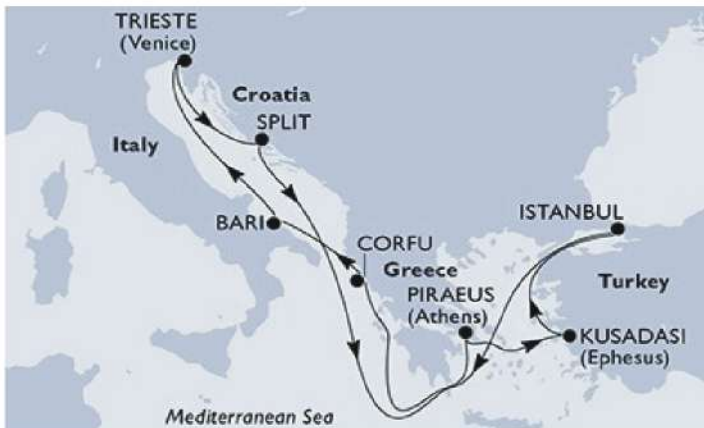 TRIESTE
(Venice)
Croatia
SPLIT
Italy
BARI
CORFU
Greece
PIRAEUS
(Athens)
ISTANBUL
Turkey
KUSADASI
(Ephesus)
Mediterranean Sea